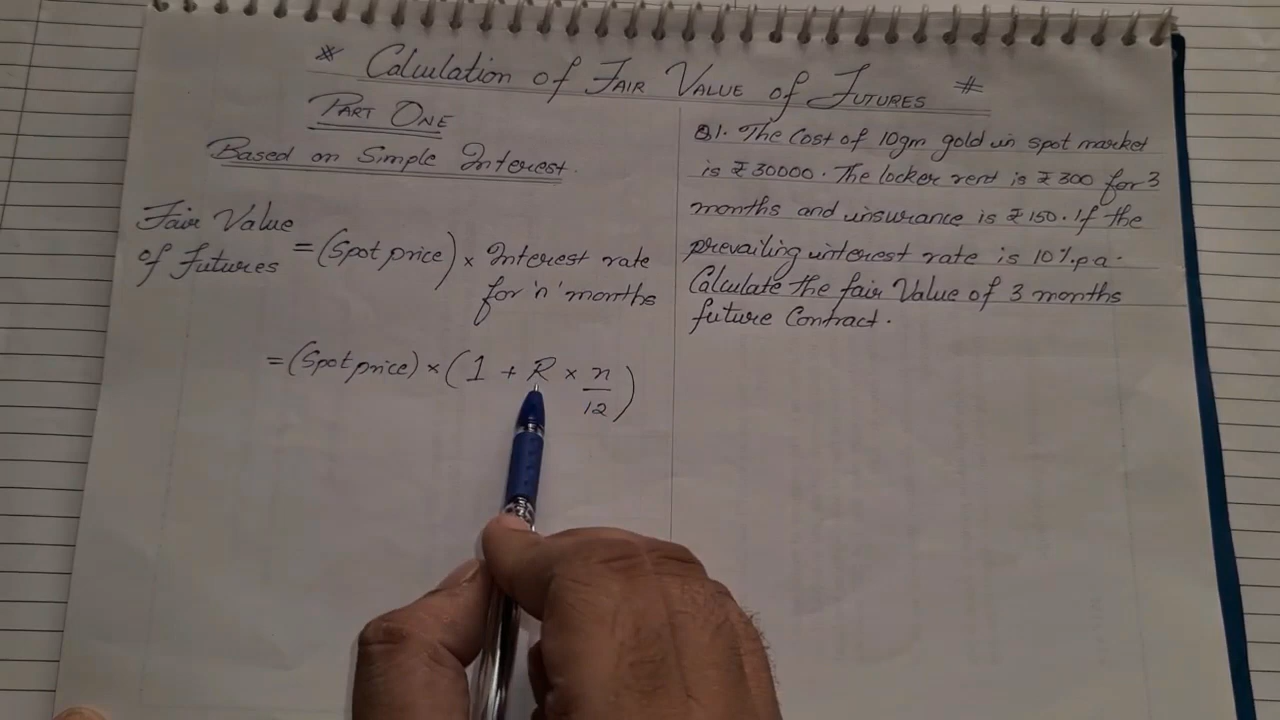 * Calculation of FAIR VALUE of FUTURES #
PART ONE
Based on Simple Interest.
Fair Value
of Futures = (Spot price) × Interest rate
for 'n' months
= (Spot price) × (1 + R × n/12)
Q1. The Cost of 10gm gold in spot market
is ₹30000. The locker rent is ₹300 for 3
months and insurance is ₹150. If the
prevailing interest rate is 10%.p.a.
Calculate the fair Value of 3 months
future Contract.